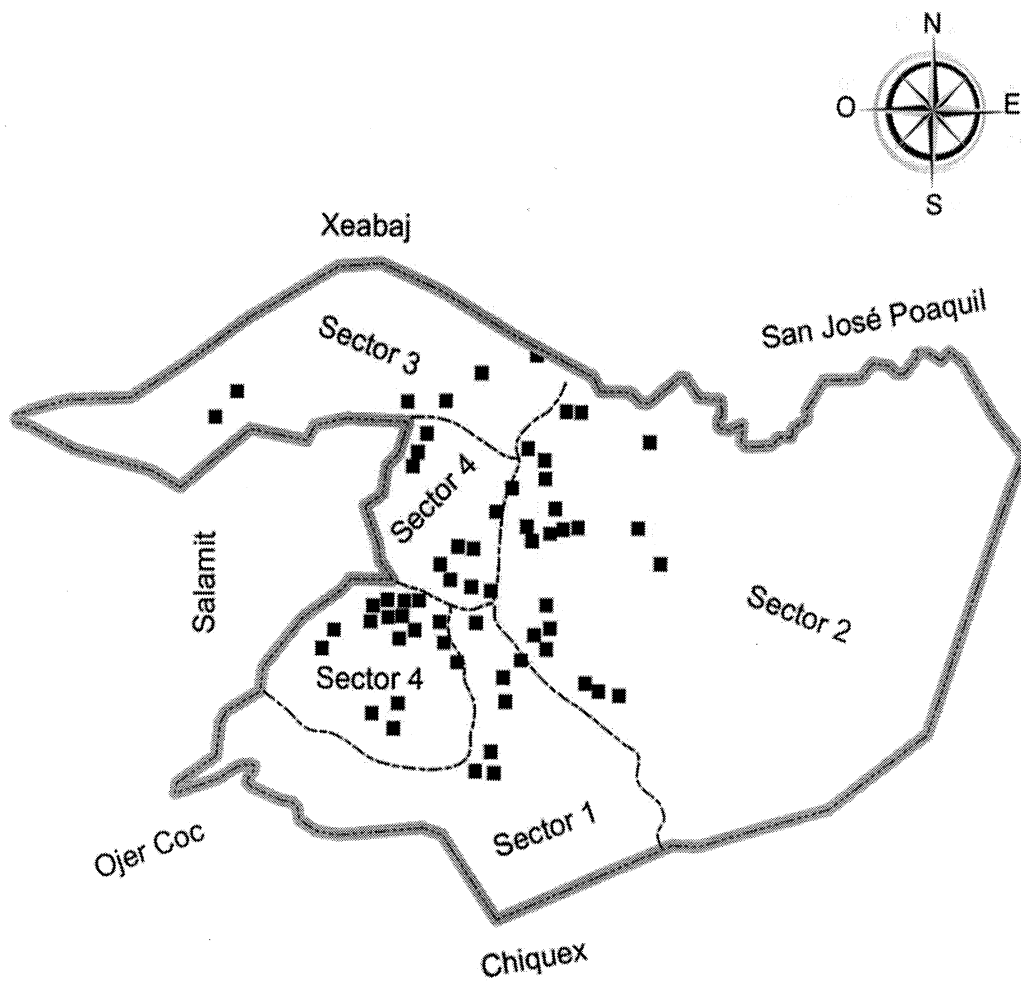 N
O
E
S
Xeabaj
San José Poaquil
Sector 3
Sector 4
Salamit
Sector 2
Sector 4
Sector 1
Ojer Coc
Chiquex